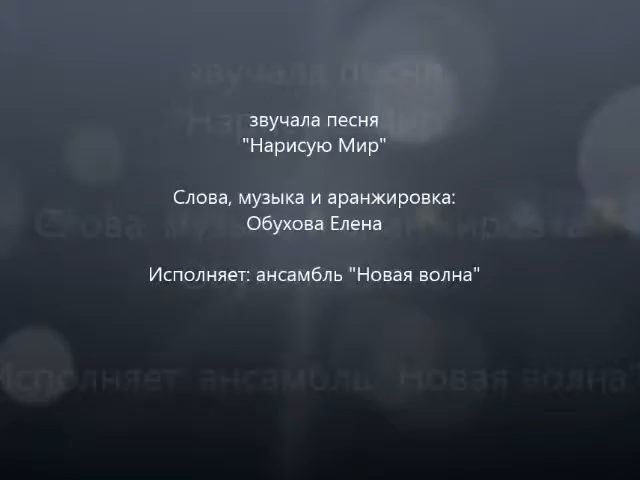 звучала песня
"Нарисую Мир"
Слова, музыка и аранжировка:
Обухова Елена
Исполняет: ансамбль "Новая волна"